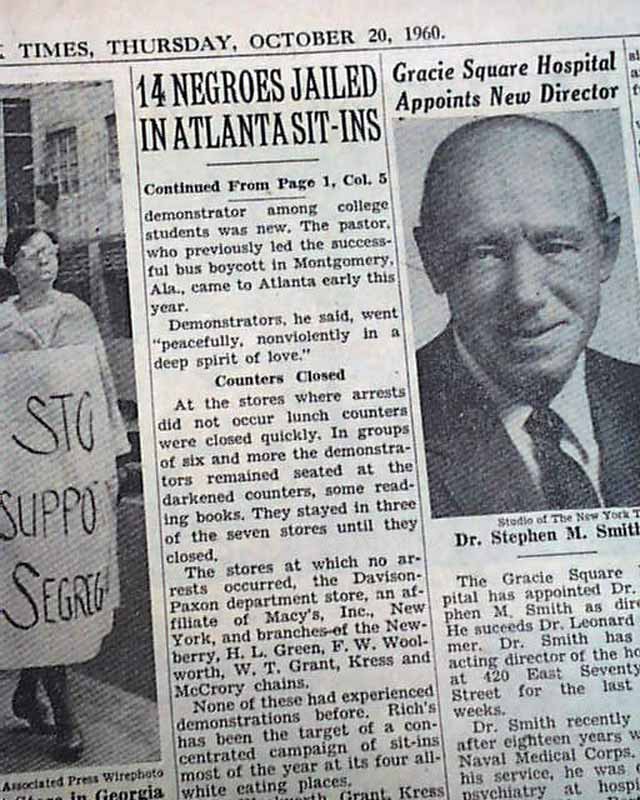 TIMES, THURSDAY, OCTOBER 20, 1960.
STO
SUPPO
SEGREG
Associated Press Wirephoto
in Georgia
14 NEGROES JAILED
IN ATLANTA SIT-INS
Continued From Page 1, Col. 5
demonstrator among college
students was new. The pastor,
who previously led the success-
ful bus boycott in Montgomery,
Ala., came to Atlanta early this
year.
Demonstrators, he said, went
"peacefully, nonviolently in a
deep spirit of love."
Counters Closed
At the stores where arrests
did not occur lunch counters
were closed quickly. In groups
of six and more the demonstra-
tors remained seated at the
darkened counters, some read-
ing books. They stayed in three
of the seven stores until they
closed.
The stores at which no ar-
rests occurred, the Davison-
Paxon department store, an af-
filiate of Macy's, Inc., New
York, and branches of the New-
berry, H. L. Green, F. W. Wool-
worth, W. T. Grant, Kress and
McCrory chains.
None of these had experienced
demonstrations before. Rich's
has been the target of a con-
centrated campaign of sit-ins
most of the year at its four all-
white eating places.
Grant, Kress
Gracie Square Hospital
Appoints New Director
Studio of The New York T
Dr. Stephen M. Smith
The Gracie Square
pital has appointed Dr.
phen M. Smith as dire
He suceeds Dr. Leonard
mer. Dr. Smith has
acting director of the ho
at 420 East Seventy
Street for the last
weeks.
Dr. Smith recently
after eighteen years w
Naval Medical Corps.
his service, he was
psychiatry at hosp